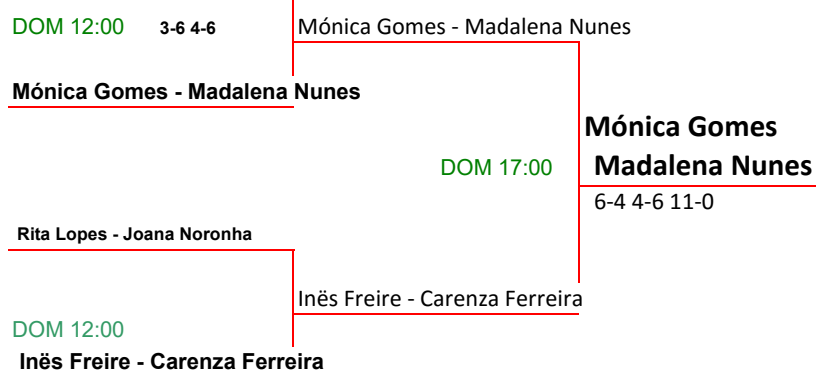 DOM 12:00 3-6 4-6 Mónica Gomes - Madalena Nunes
Mónica Gomes - Madalena Nunes
Mónica Gomes
DOM 17:00 Madalena Nunes
6-4 4-6 11-0
Rita Lopes - Joana Noronha
Inës Freire - Carenza Ferreira
DOM 12:00
Inës Freire - Carenza Ferreira